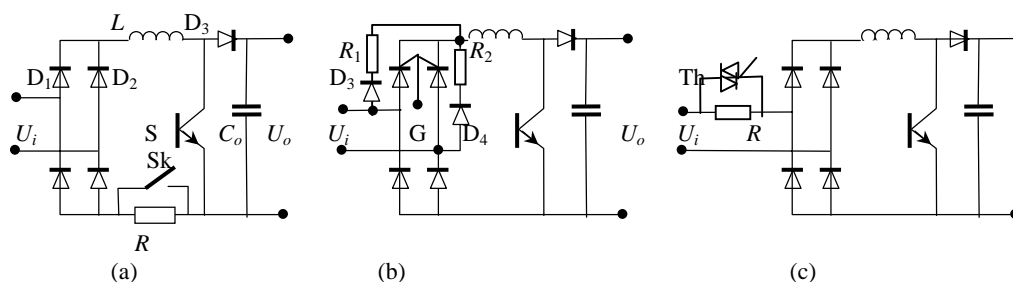 L D₃
D₁ D₂
Uᵢ S Cₒ Uₒ
Sk
R
(a)
R₁ R₂
D₃
Uᵢ G D₄ Uₒ
(b)
Th
Uᵢ R
(c)